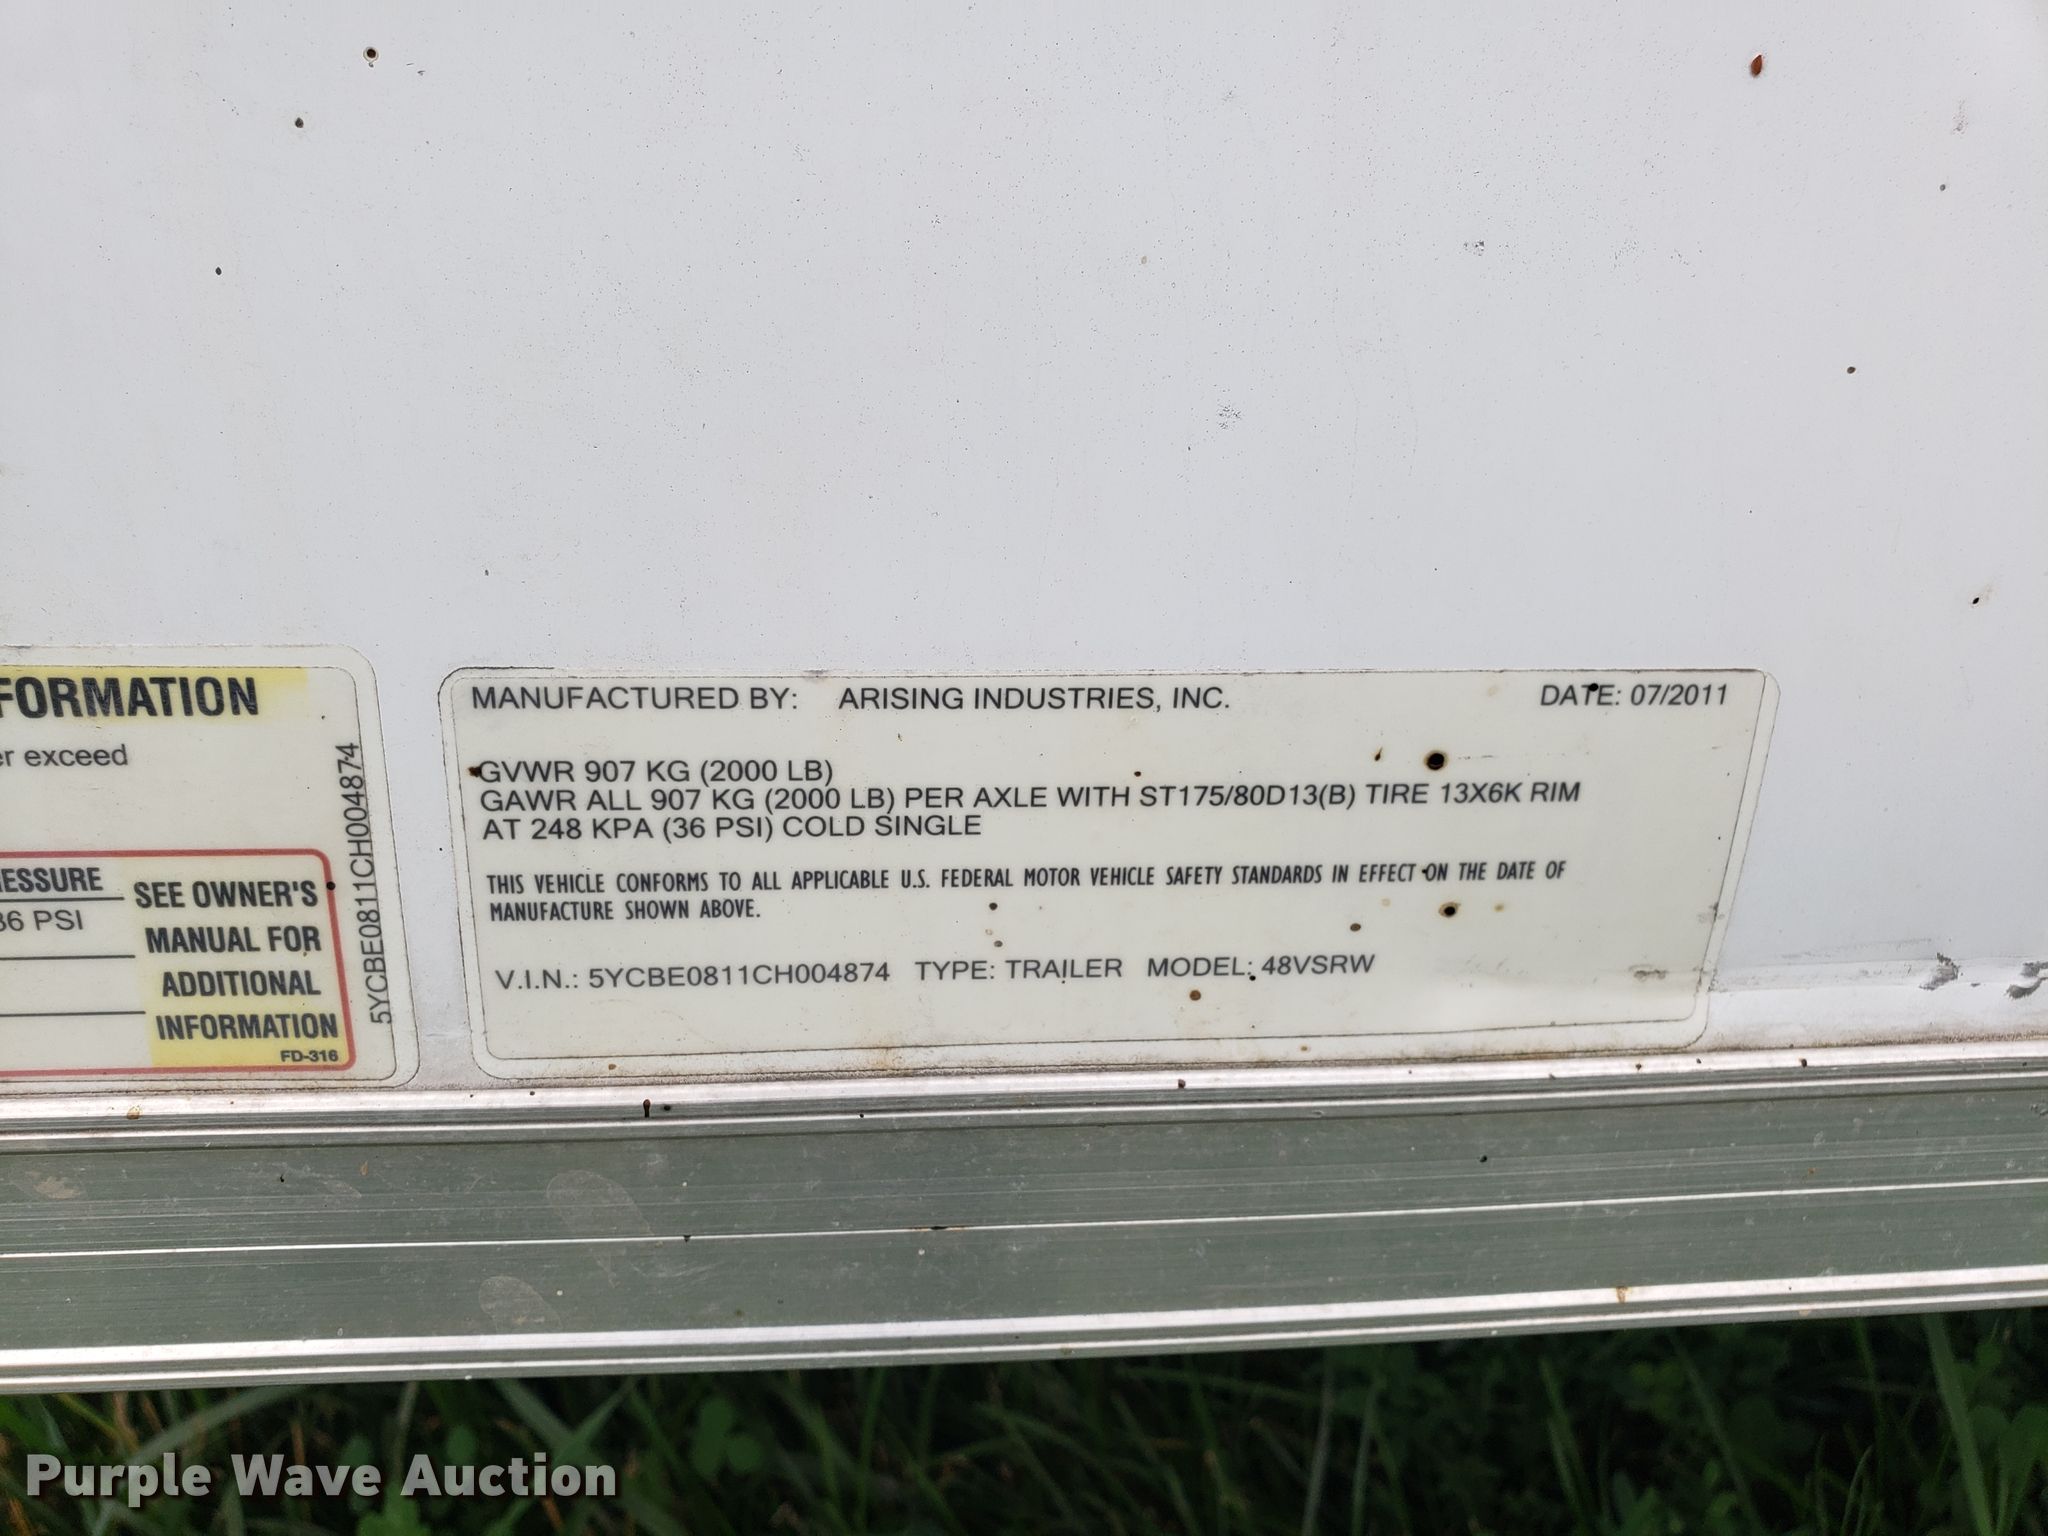 FORMATION
er exceed
ESSURE
36 PSI
SEE OWNER'S
MANUAL FOR
ADDITIONAL
INFORMATION
FD-316
5YCBE0811CH004874
MANUFACTURED BY: ARISING INDUSTRIES, INC. DATE: 07/2011
GVWR 907 KG (2000 LB)
GAWR ALL 907 KG (2000 LB) PER AXLE WITH ST175/80D13(B) TIRE 13X6K RIM
AT 248 KPA (36 PSI) COLD SINGLE
THIS VEHICLE CONFORMS TO ALL APPLICABLE U.S. FEDERAL MOTOR VEHICLE SAFETY STANDARDS IN EFFECT ON THE DATE OF
MANUFACTURE SHOWN ABOVE.
V.I.N.: 5YCBE0811CH004874 TYPE: TRAILER MODEL: 48VSRW
Purple Wave Auction